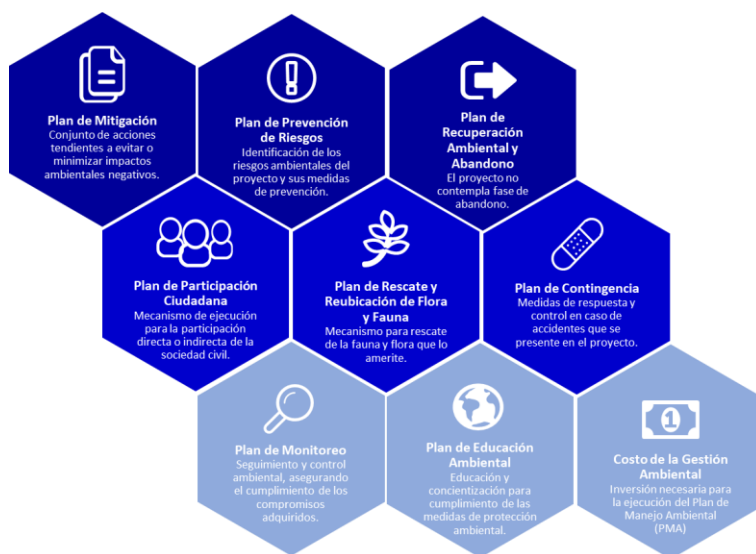 Plan de Mitigación
Conjunto de acciones
tendientes a evitar o
minimizar impactos
ambientales negativos.
Plan de Prevención
de Riesgos
Identificación de los
riesgos ambientales del
proyecto y sus medidas
de prevención.
Plan de
Recuperación
Ambiental y
Abandono
El proyecto no
contempla fase de
abandono.
Plan de Participación
Ciudadana
Mecanismo de ejecución
para la participación
directa o indirecta de la
sociedad civil.
Plan de Rescate y
Reubicación de Flora
y Fauna
Mecanismo para rescate
de la fauna y flora que lo
amerite.
Plan de Contingencia
Medidas de respuesta y
control en caso de
accidentes que se
presente en el proyecto.
Plan de Monitoreo
Seguimiento y control
ambiental, asegurando
el cumplimiento de los
compromisos
adquiridos.
Plan de Educación
Ambiental
Educación y
concientización para
cumplimiento de las
medidas de protección
ambiental.
1
Costo de la Gestión
Ambiental
Inversión necesaria para
la ejecución del Plan de
Manejo Ambiental
(PMA)